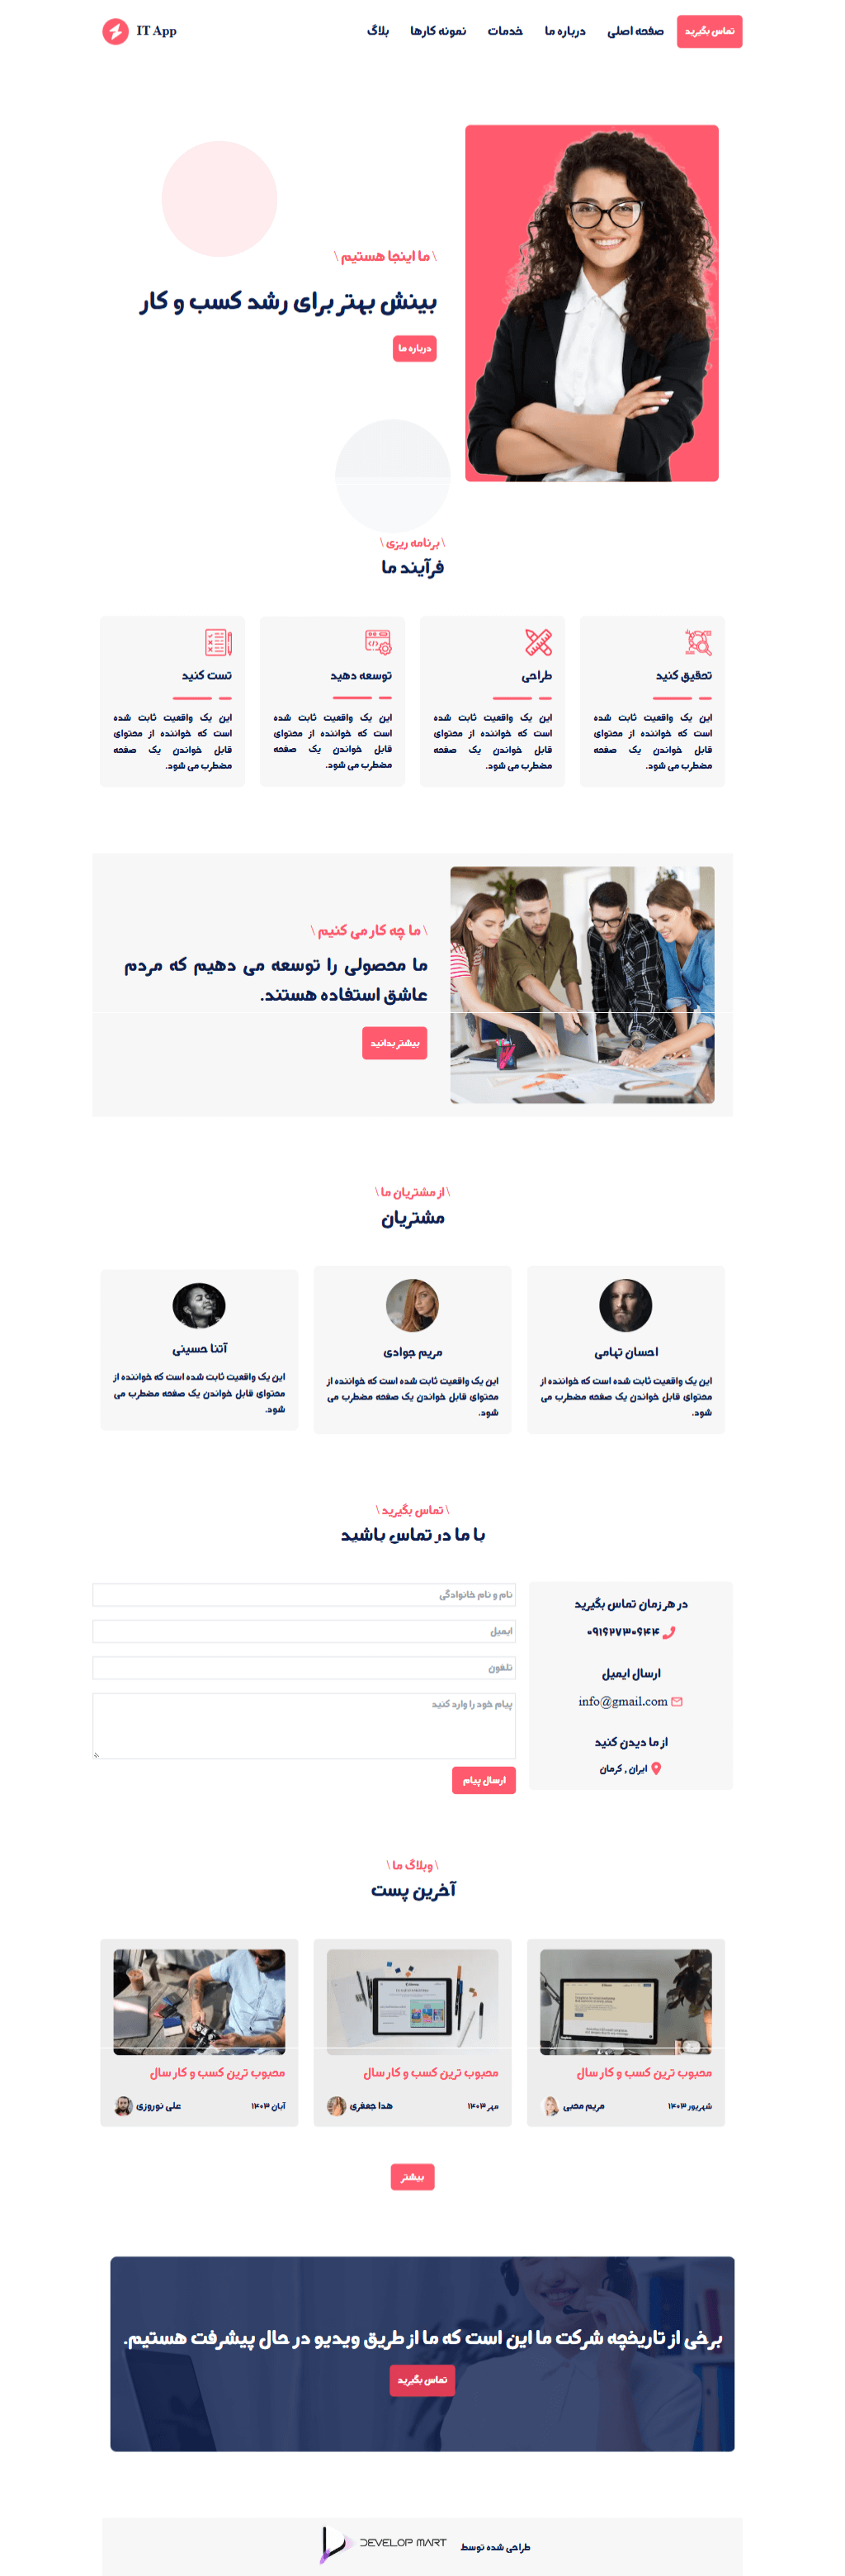 تماس بگیرید
صفحه اصلی
درباره ما
خدمات
نمونه کارها
بلاگ
IT App
\ ما اینجا هستیم \
بینش بهتر برای رشد کسب و کار
درباره ما
\ برنامه ریزی \
فرآیند ما
تحقیق کنید
این یک واقعیت ثابت شده
است که خواننده از محتوای
قابل خواندن یک صفحه
مضطرب می شود.
طراحی
این یک واقعیت ثابت شده
است که خواننده از محتوای
قابل خواندن یک صفحه
مضطرب می شود.
توسعه دهید
این یک واقعیت ثابت شده
است که خواننده از محتوای
قابل خواندن یک صفحه
مضطرب می شود.
تست کنید
این یک واقعیت ثابت شده
است که خواننده از محتوای
قابل خواندن یک صفحه
مضطرب می شود.
\ ما چه کار می کنیم \
ما محصولی را توسعه می دهیم که مردم
عاشق استفاده هستند.
بیشتر بدانید
\ از مشتریان ما \
مشتریان
احسان تهامی
این یک واقعیت ثابت شده است که خواننده از
محتوای قابل خواندن یک صفحه مضطرب می
شود.
مریم جوادی
این یک واقعیت ثابت شده است که خواننده از
محتوای قابل خواندن یک صفحه مضطرب می
شود.
آتنا حسینی
این یک واقعیت ثابت شده است که خواننده از
محتوای قابل خواندن یک صفحه مضطرب می
شود.
\ تماس بگیرید \
با ما در تماس باشید
در هر زمان تماس بگیرید
۰۹۱۶۲۷۳۰۶۴۴
ارسال ایمیل
info@gmail.com
از ما دیدن کنید
ایران , کرمان
نام و نام خانوادگی
ایمیل
تلفون
پیام خود را وارد کنید
ارسال پیام
\ وبلاگ ما \
آخرین پست
محبوب ترین کسب و کار سال
شهریور ۱۴۰۳
مریم محبی
محبوب ترین کسب و کار سال
مهر ۱۴۰۳
هدا جعفری
محبوب ترین کسب و کار سال
آبان ۱۴۰۳
علی نوروزی
بیشتر
برخی از تاریخچه شرکت ما این است که ما از طریق ویدیو در حال پیشرفت هستیم.
تماس بگیرید
طراحی شده توسط
DEVELOP MART